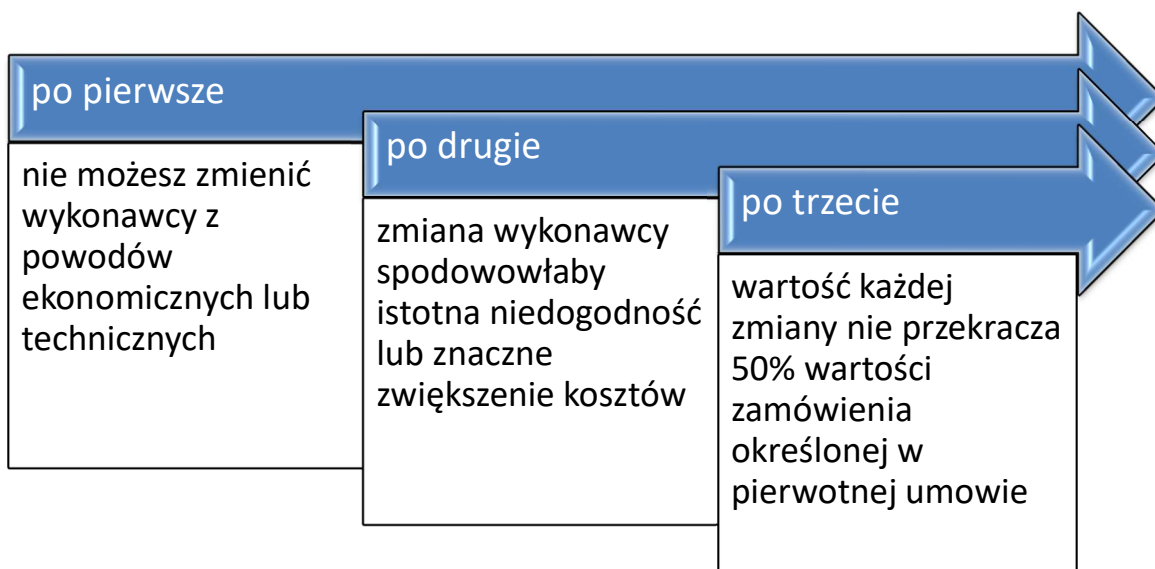 po pierwsze
nie możesz zmienić
wykonawcy z
powodów
ekonomicznych lub
technicznych
po drugie
zmiana wykonawcy
spodowowłaby
istotna niedogodność
lub znaczne
zwiększenie kosztów
po trzecie
wartość każdej
zmiany nie przekracza
50% wartości
zamówienia
określonej w
pierwotnej umowie